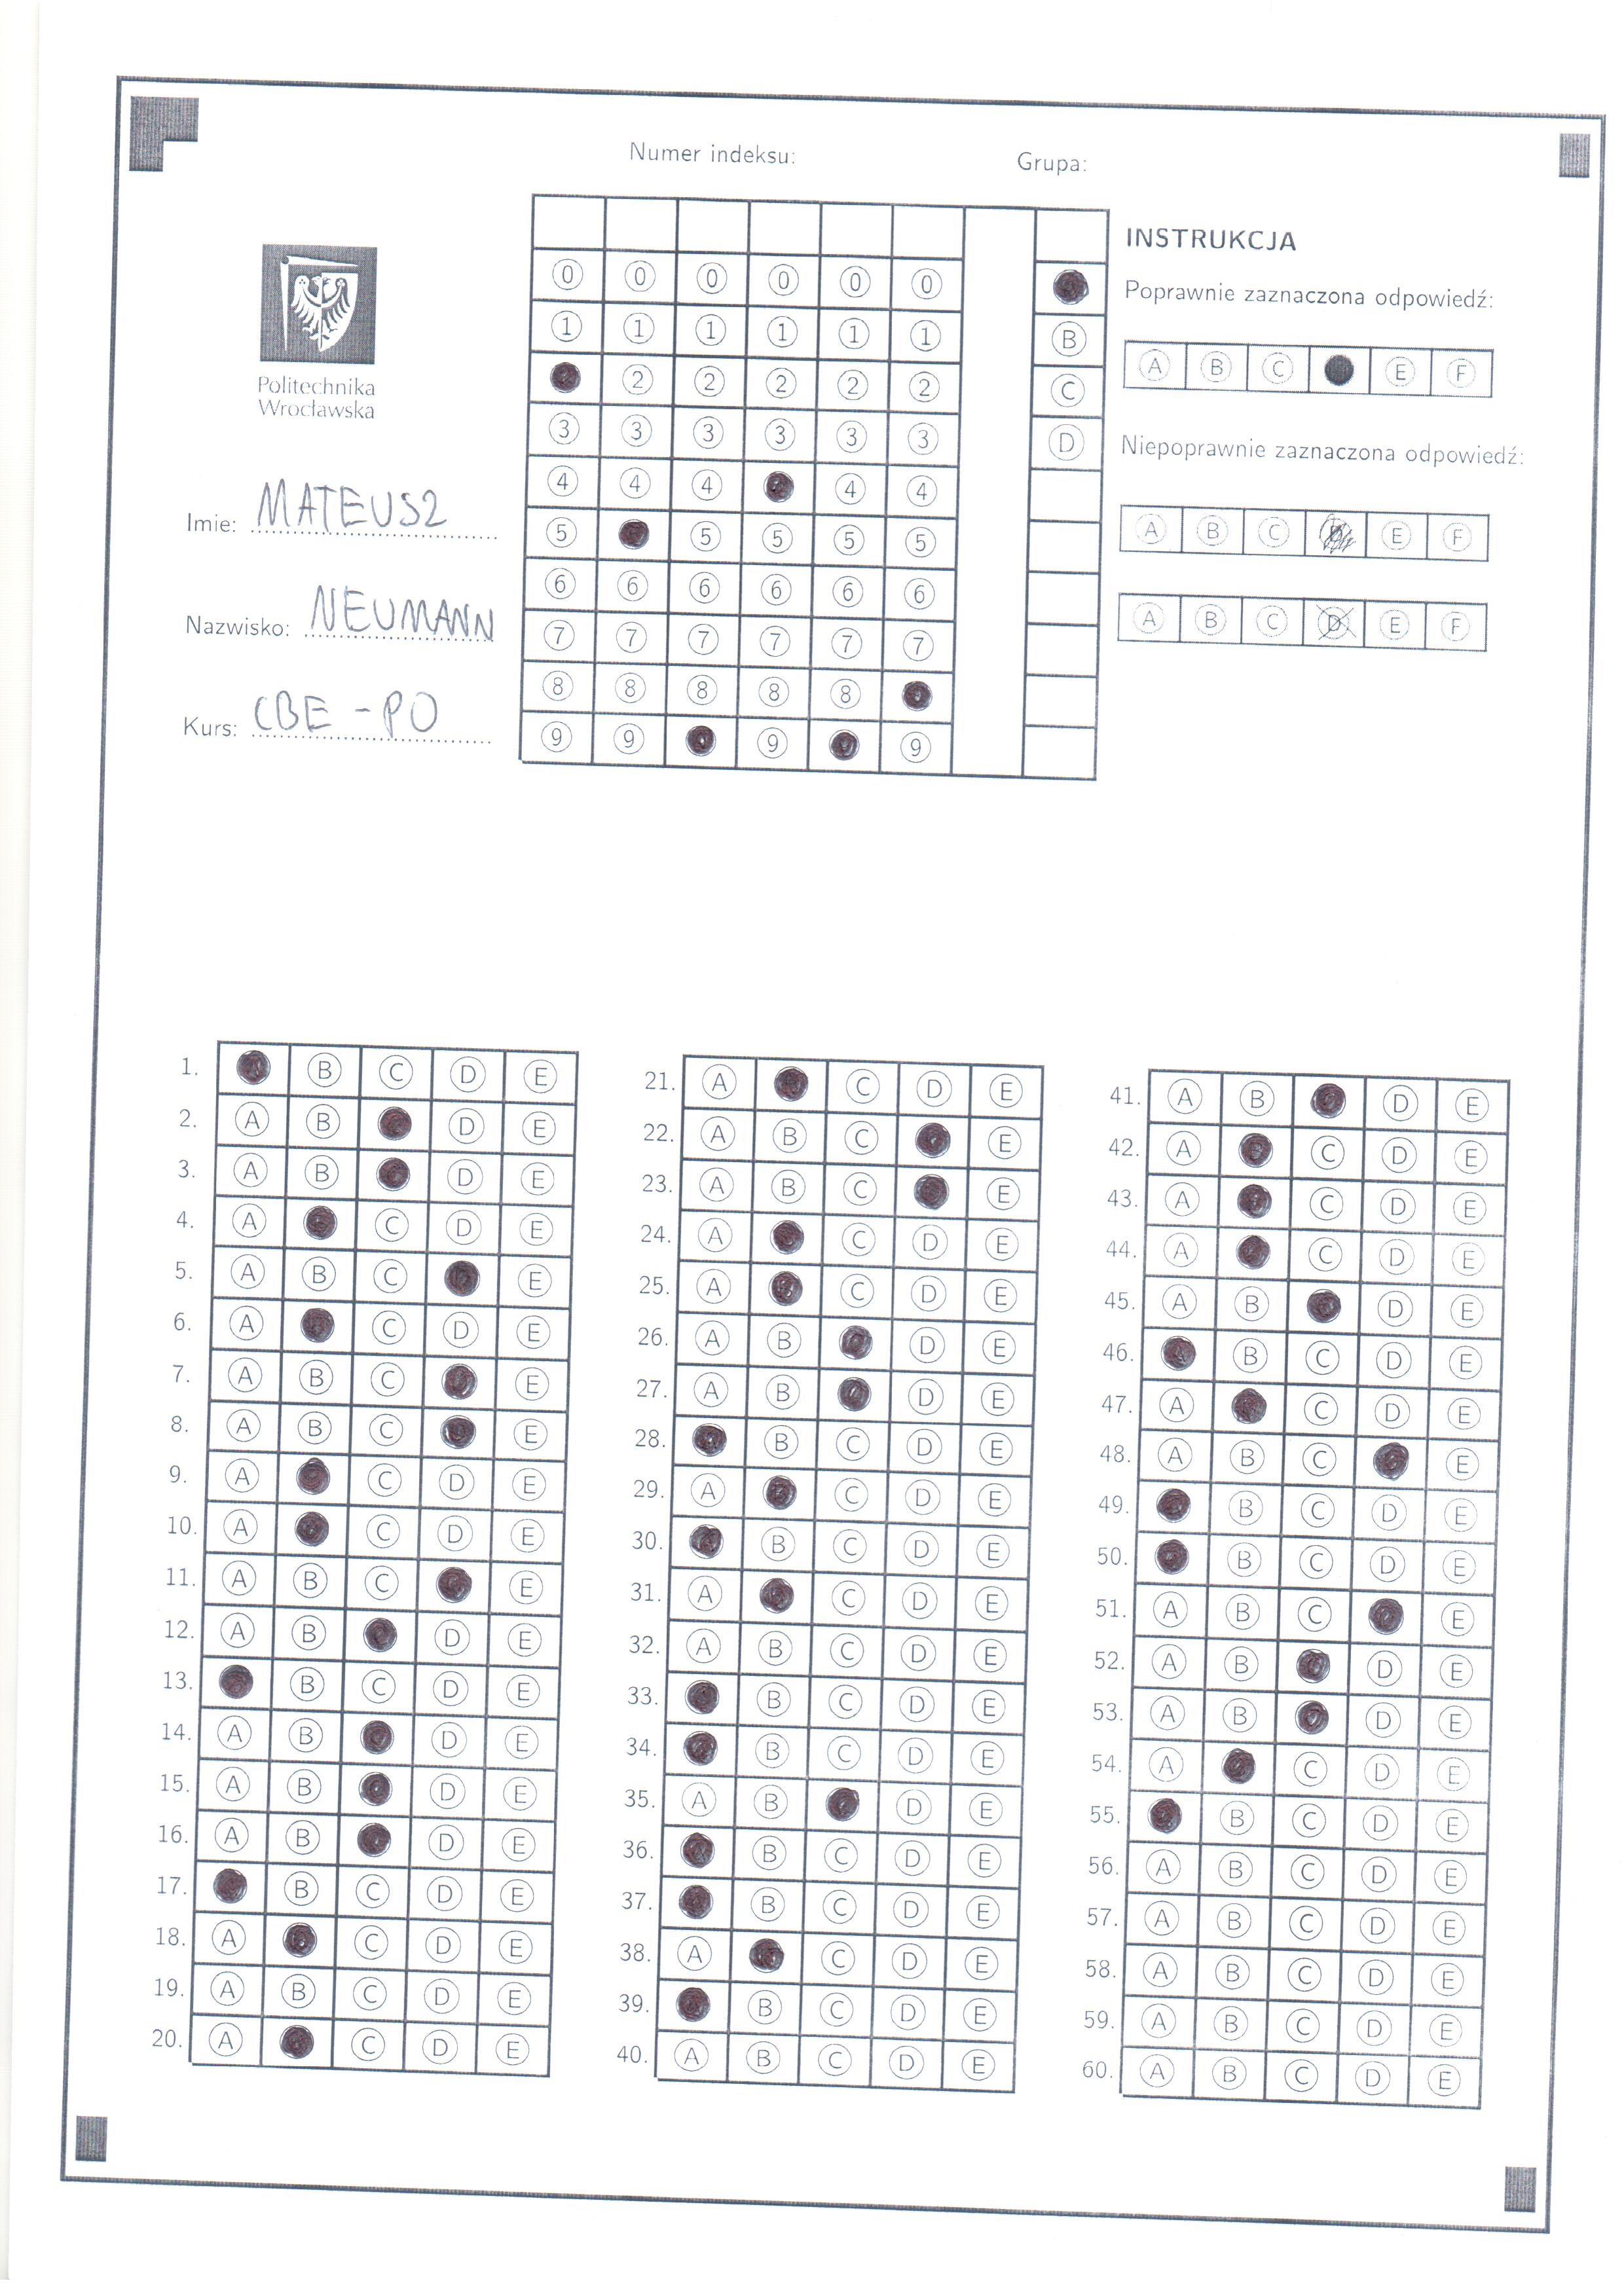 Numer indeksu: Grupa:
INSTRUKCJA
Poprawnie zaznaczona odpowiedź:
A B C E F
Niepoprawnie zaznaczona odpowiedź:
A B C E F
A B C D E F
Politechnika
Wrocławska
Imie: MATEUSZ
Nazwisko: NEUMANN
Kurs: CBE - PO
0 0 0 0 0 0
1 1 1 1 1 1 B
2 2 2 2 2 C
3 3 3 3 3 3 D
4 4 4 4 4
5 5 5 5 5
6 6 6 6 6 6
7 7 7 7 7 7
8 8 8 8 8
9 9 9 9
1. B C D E
2. A B D E
3. A B D E
4. A C D E
5. A B C E
6. A C D E
7. A B C E
8. A B C E
9. A C D E
10. A C D E
11. A B C E
12. A B D E
13. B C D E
14. A B D E
15. A B D E
16. A B D E
17. B C D E
18. A C D E
19. A B C D E
20. A C D E
21. A C D E
22. A B C E
23. A B C E
24. A C D E
25. A C D E
26. A B D E
27. A B D E
28. B C D E
29. A C D E
30. B C D E
31. A C D E
32. A B C D E
33. B C D E
34. B C D E
35. A B D E
36. B C D E
37. B C D E
38. A C D E
39. B C D E
40. A B C D E
41. A B D E
42. A C D E
43. A C D E
44. A C D E
45. A B D E
46. B C D E
47. A C D E
48. A B C E
49. B C D E
50. B C D E
51. A B C E
52. A B D E
53. A B D E
54. A C D E
55. B C D E
56. A B C D E
57. A B C D E
58. A B C D E
59. A B C D E
60. A B C D E